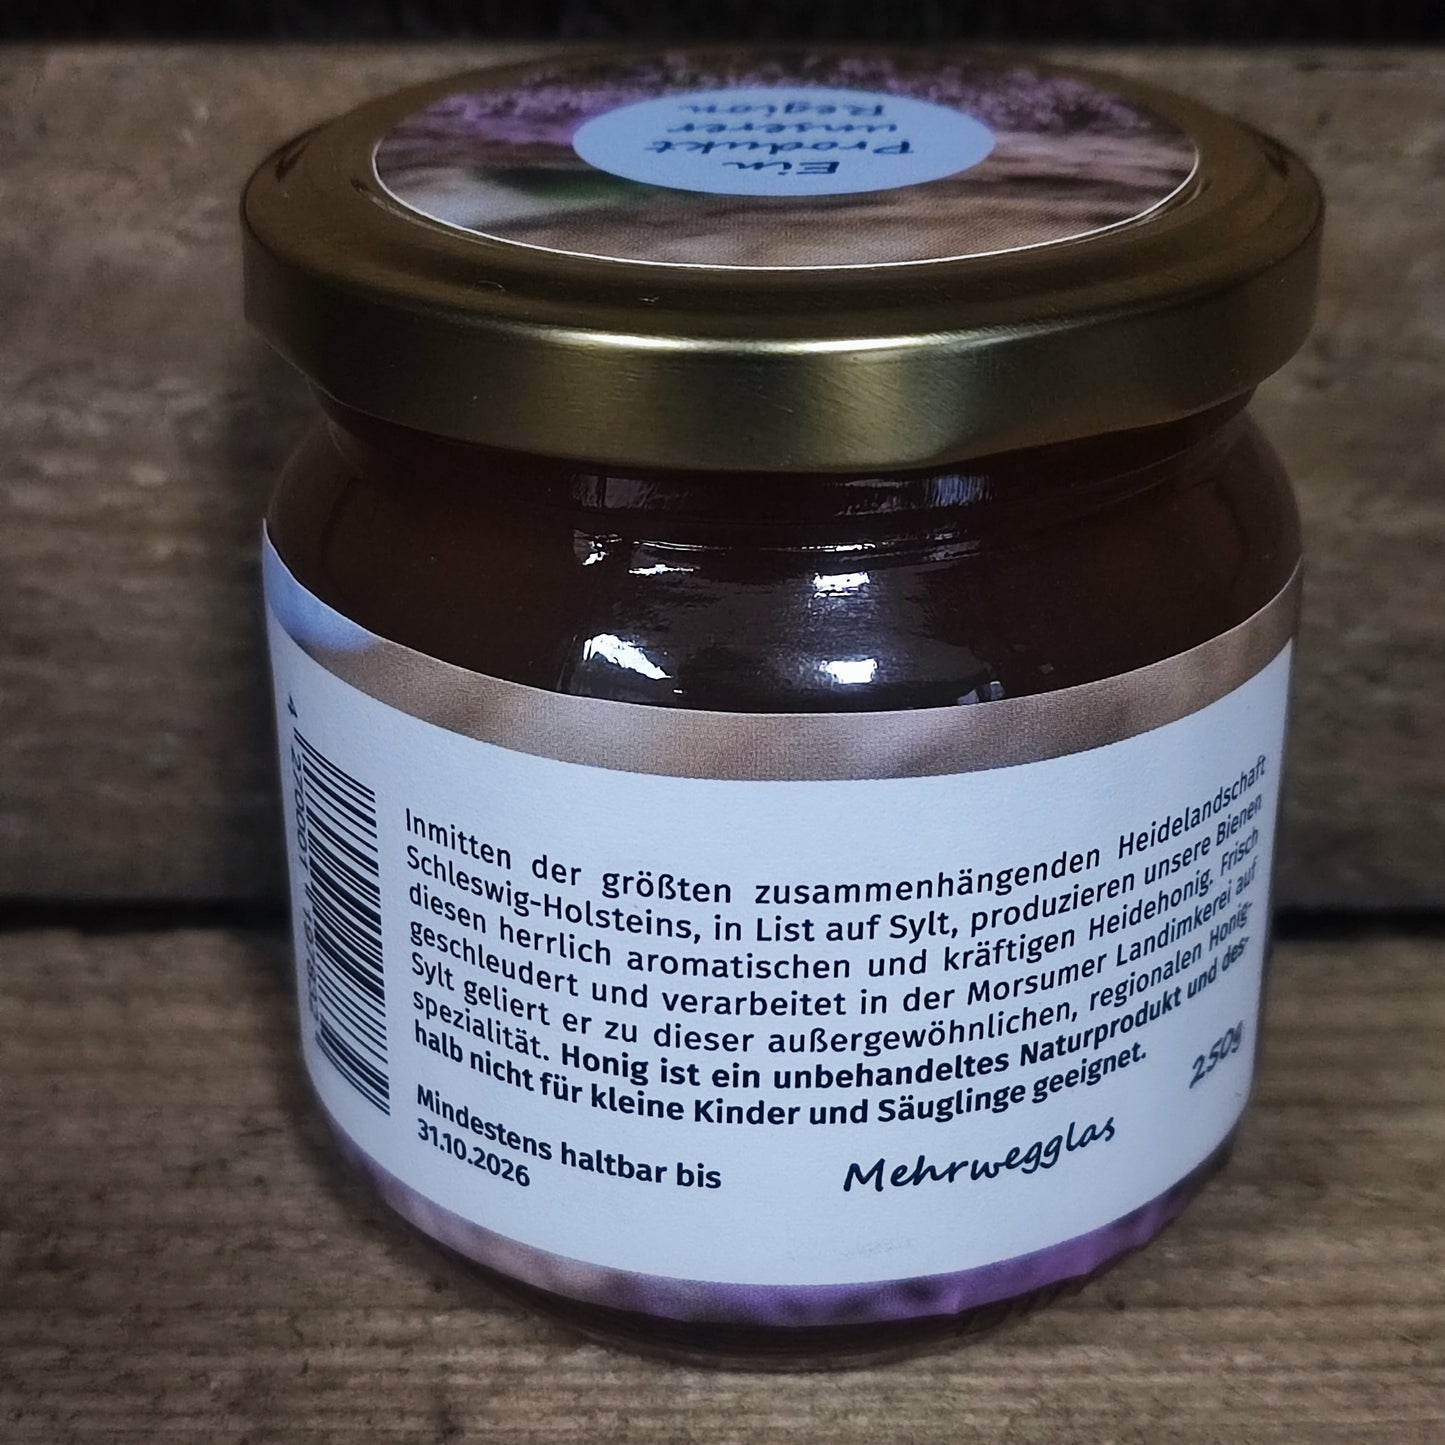 Ein
Produkt
unserer
Region
Inmitten der größten zusammenhängenden Heidelandschaft
Schleswig-Holsteins, in List auf Sylt, produzieren unsere Bienen
diesen herrlich aromatischen und kräftigen Heidehonig. Frisch
geschleudert und verarbeitet in der Morsumer Landimkerei auf
Sylt geliert er zu dieser außergewöhnlichen, regionalen Honig-
spezialität. Honig ist ein unbehandeltes Naturprodukt und des-
halb nicht für kleine Kinder und Säuglinge geeignet.
250g
Mindestens haltbar bis
31.10.2026
Mehrwegglas